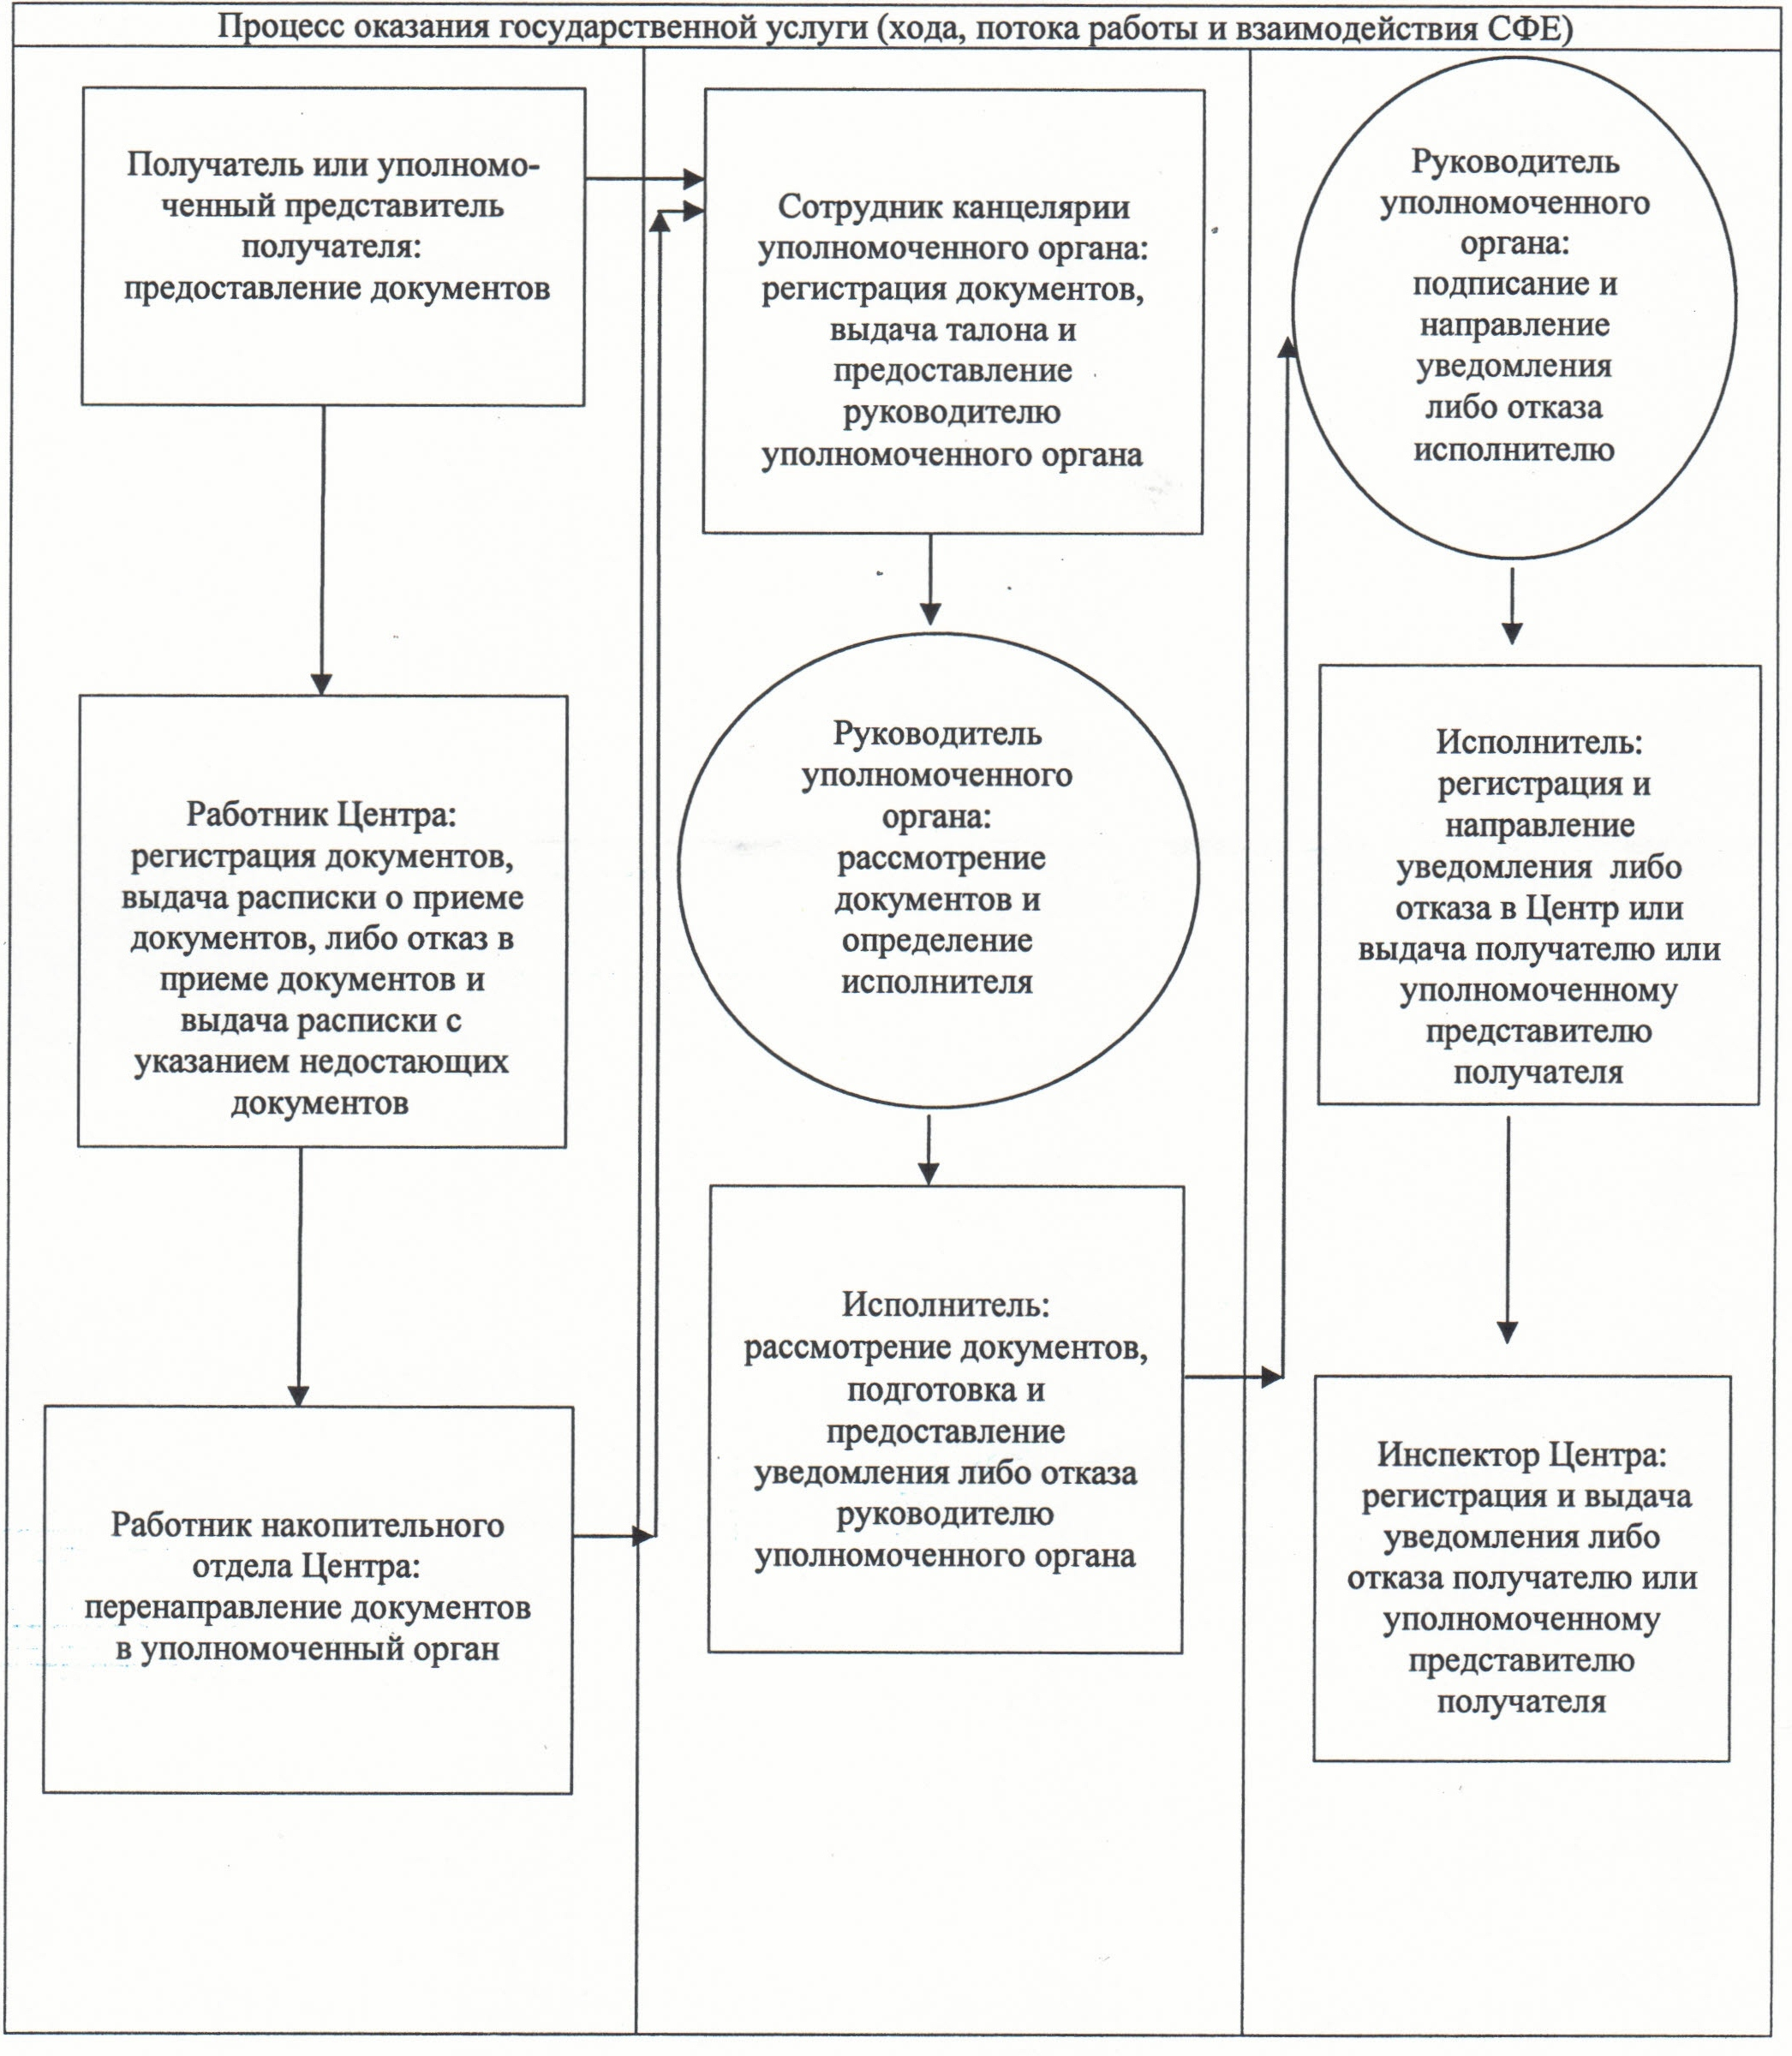 Процесс оказания государственной услуги (хода, потока работы и взаимодействия СФЕ)
Получатель или уполномо-
ченный представитель
получателя:
предоставление документов
Работник Центра:
регистрация документов,
выдача расписки о приеме
документов, либо отказ в
приеме документов и
выдача расписки с
указанием недостающих
документов
Работник накопительного
отдела Центра:
перенаправление документов
в уполномоченный орган
Сотрудник канцелярии
уполномоченного органа:
регистрация документов,
выдача талона и
предоставление
руководителю
уполномоченного органа
Руководитель
уполномоченного
органа:
рассмотрение
документов и
определение
исполнителя
Исполнитель:
рассмотрение документов,
подготовка и
предоставление
уведомления либо отказа
руководителю
уполномоченного органа
Руководитель
уполномоченного
органа:
подписание и
направление
уведомления
либо отказа
исполнителю
Исполнитель:
регистрация и
направление
уведомления либо
отказа в Центр или
выдача получателю или
уполномоченному
представителю
получателя
Инспектор Центра:
регистрация и выдача
уведомления либо
отказа получателю или
уполномоченному
представителю
получателя